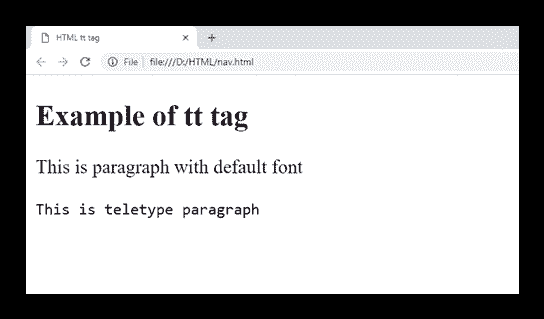 HTML tt tag
File file:///D:/HTML/nav.html
Example of tt tag
This is paragraph with default font
This is teletype paragraph